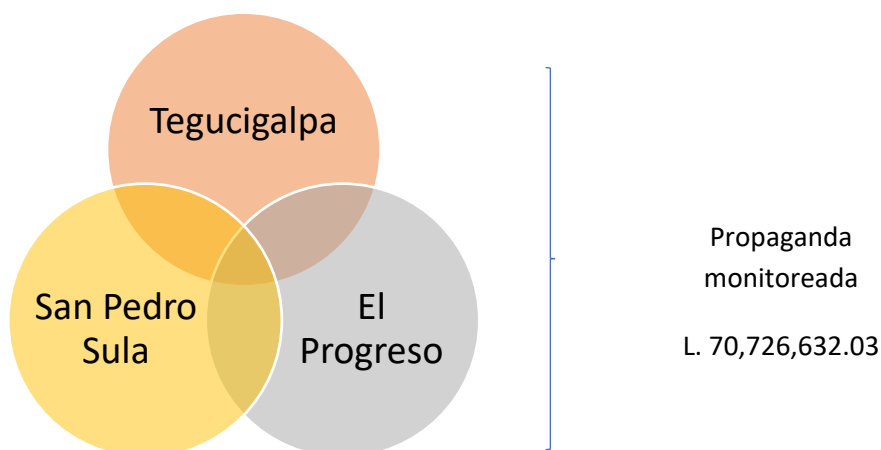 Tegucigalpa
San Pedro
Sula
El
Progreso
Propaganda
monitoreada
L. 70,726,632.03